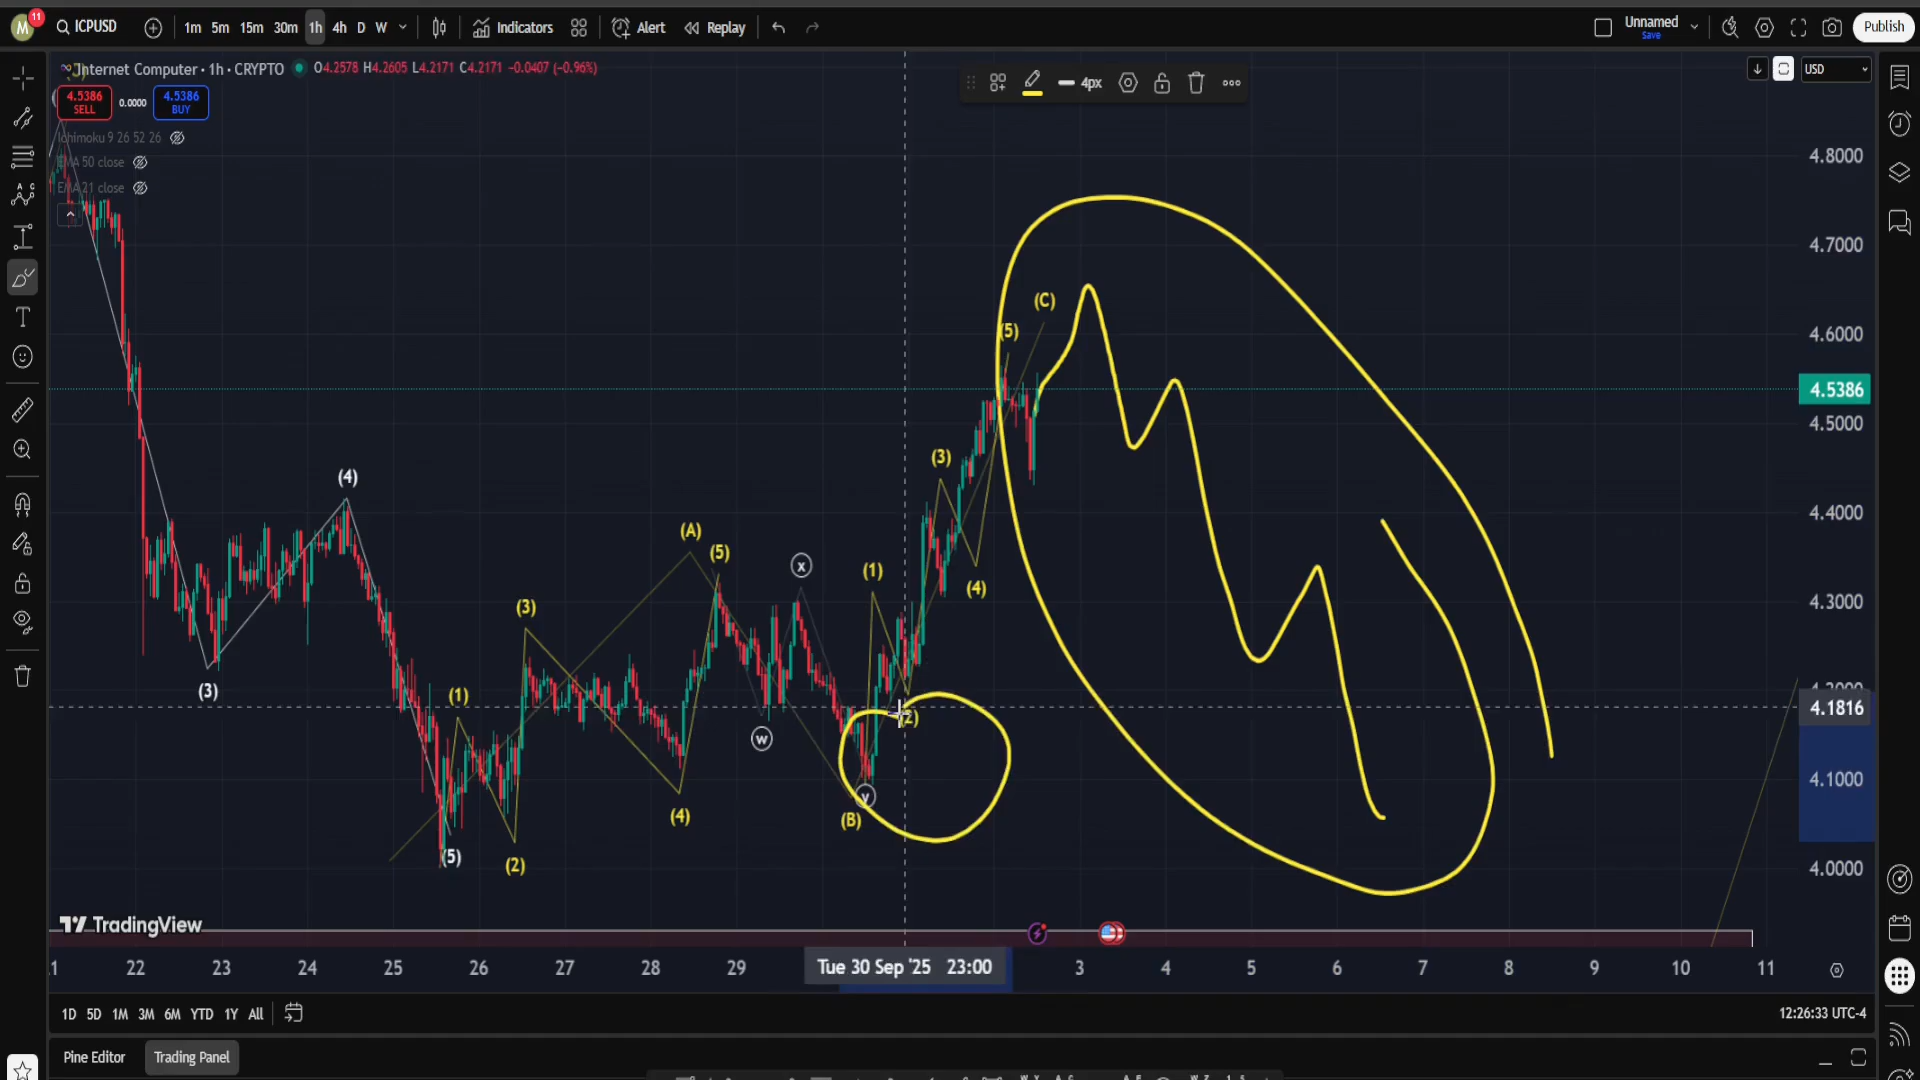 M 11 ICPUSD 1m 5m 15m 30m 1h 4h D W Indicators Alert Replay Unnamed Save Publish
Internet Computer · 1h · CRYPTO O4.2578 H4.2605 L4.2171 C4.2171 −0.0407 (−0.96%)
4px
USD
4.5386 SELL 0.0000 4.5386 BUY
Ichimoku 9 26 52 26
EMA 50 close
EMA 21 close
4.8000
4.7000
(C)
(5)
4.6000
4.5386
4.5000
(3)
(4)
4.4000
(A)
(5)
x
(1)
(4)
4.3000
(3)
(3)
(1)
4.2000
4.1816
(2)
w
4.1000
y
(4)
(B)
(5)
(2)
4.0000
TradingView
22 23 24 25 26 27 28 29 Tue 30 Sep '25 23:00 3 4 5 6 7 8 9 10 11
1D 5D 1M 3M 6M YTD 1Y All 12:26:33 UTC-4
Pine Editor Trading Panel